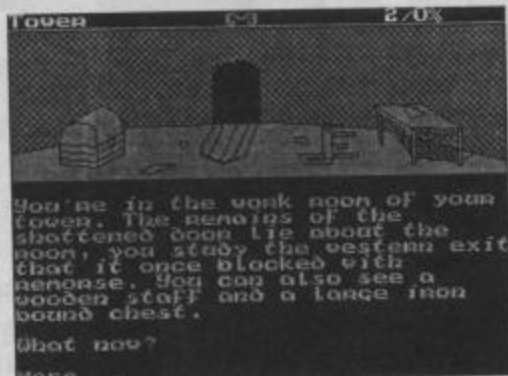 Tower 2/0%
You're in the work room of your
tower. The remains of the
shattered door lie about the
room, you study the western exit
that it once blocked with
remorse. You can also see a
wooden staff and a large iron
bound chest.
What now?
More